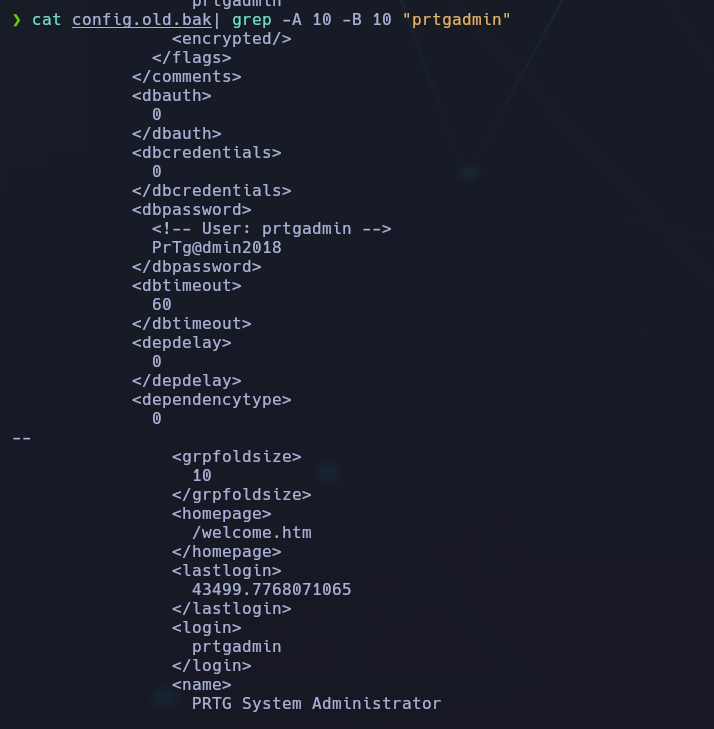 prtgadmin
❯ cat config.old.bak| grep -A 10 -B 10 "prtgadmin"
<encrypted/>
</flags>
</comments>
<dbauth>
0
</dbauth>
<dbcredentials>
0
</dbcredentials>
<dbpassword>
<!-- User: prtgadmin -->
PrTg@dmin2018
</dbpassword>
<dbtimeout>
60
</dbtimeout>
<depdelay>
0
</depdelay>
<dependencytype>
0
--
<grpfoldsize>
10
</grpfoldsize>
<homepage>
/welcome.htm
</homepage>
<lastlogin>
43499.7768071065
</lastlogin>
<login>
prtgadmin
</login>
<name>
PRTG System Administrator